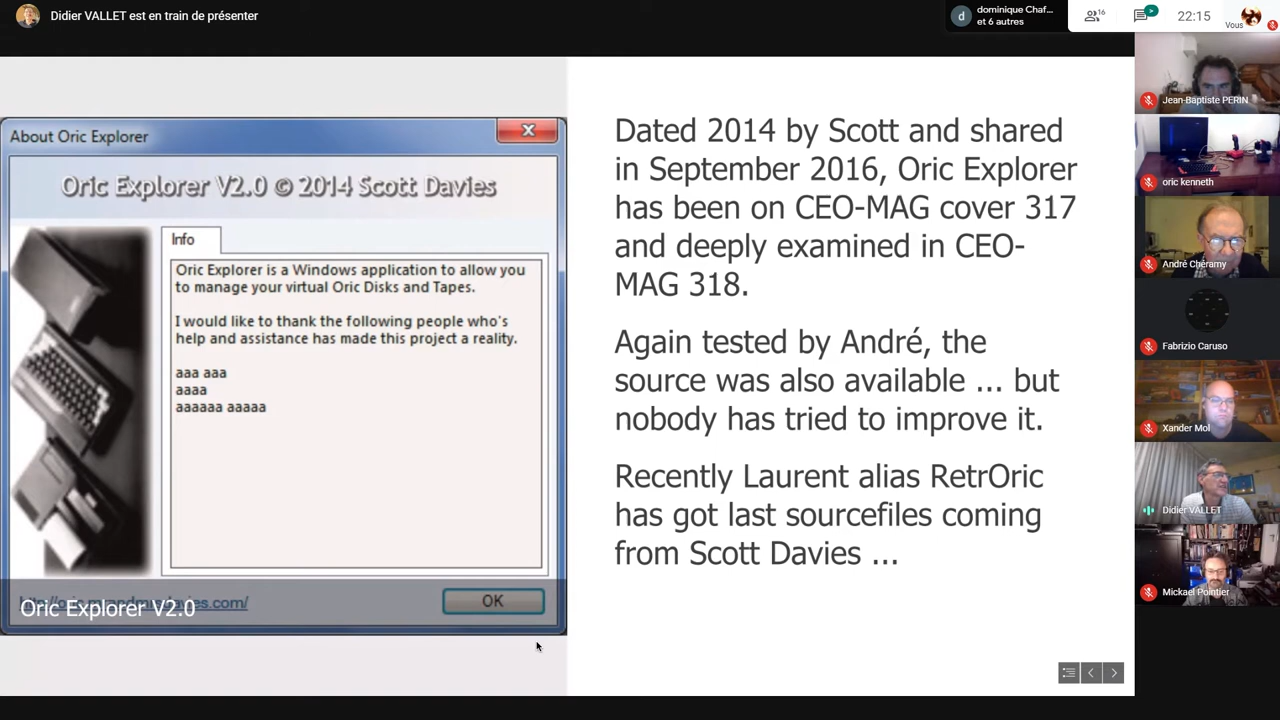 Didier VALLET est en train de présenter
dominique Chaf...
et 6 autres
16
22:15
Vous
About Oric Explorer
Oric Explorer V2.0 © 2014 Scott Davies
Info
Oric Explorer is a Windows application to allow you
to manage your virtual Oric Disks and Tapes.
I would like to thank the following people who's
help and assistance has made this project a reality.
aaa aaa
aaaa
aaaaaa aaaaa
Oric Explorer V2.0
OK
Dated 2014 by Scott and shared
in September 2016, Oric Explorer
has been on CEO-MAG cover 317
and deeply examined in CEO-
MAG 318.
Again tested by André, the
source was also available ... but
nobody has tried to improve it.
Recently Laurent alias RetrOric
has got last sourcefiles coming
from Scott Davies ...
Jean-Baptiste PERIN
oric kenneth
André Chéramy
Fabrizio Caruso
Xander Mol
Didier VALLET
Mickael Pointier